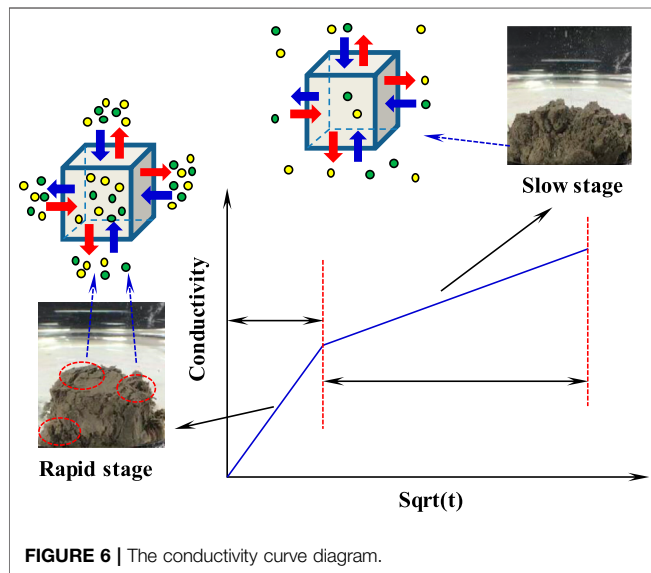 Slow stage
Conductivity
Rapid stage
Sqrt(t)
FIGURE 6 | The conductivity curve diagram.